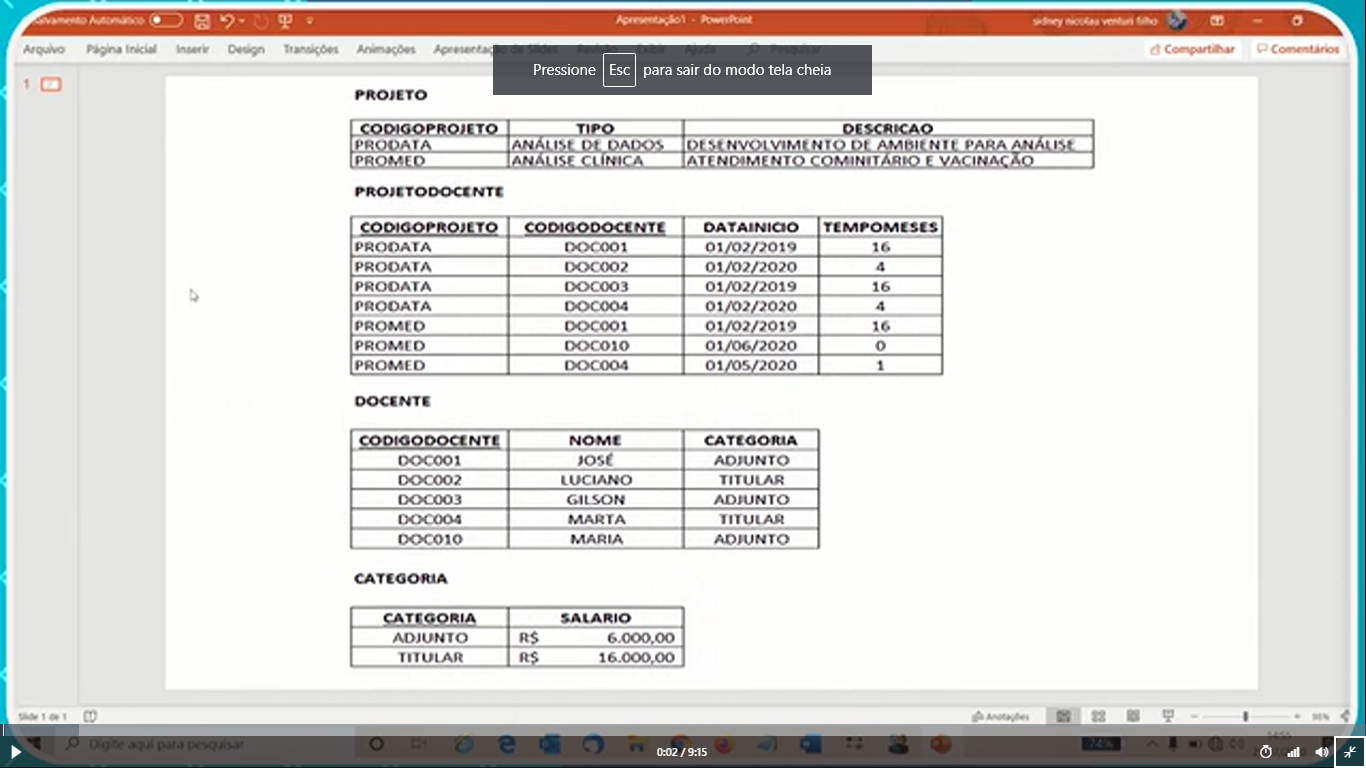 Salvamento Automático
Apresentação1 - PowerPoint
sidney nicolau venturi filho
Arquivo Página Inicial Inserir Design Transições Animações Apresentação de Slides
Compartilhar Comentários
Pressione Esc para sair do modo tela cheia
1
PROJETO
CODIGOPROJETO TIPO DESCRICAO
PRODATA ANÁLISE DE DADOS DESENVOLVIMENTO DE AMBIENTE PARA ANÁLISE
PROMED ANÁLISE CLÍNICA ATENDIMENTO COMINITÁRIO E VACINAÇÃO
PROJETODOCENTE
CODIGOPROJETO CODIGODOCENTE DATAINICIO TEMPOMESES
PRODATA DOC001 01/02/2019 16
PRODATA DOC002 01/02/2020 4
PRODATA DOC003 01/02/2019 16
PRODATA DOC004 01/02/2020 4
PROMED DOC001 01/02/2019 16
PROMED DOC010 01/06/2020 0
PROMED DOC004 01/05/2020 1
DOCENTE
CODIGODOCENTE NOME CATEGORIA
DOC001 JOSÉ ADJUNTO
DOC002 LUCIANO TITULAR
DOC003 GILSON ADJUNTO
DOC004 MARTA TITULAR
DOC010 MARIA ADJUNTO
CATEGORIA
CATEGORIA SALARIO
ADJUNTO R$ 6.000,00
TITULAR R$ 16.000,00
Slide 1 de 1
Anotações
98%
Digite aqui para pesquisar
0:02 / 9:15
74%